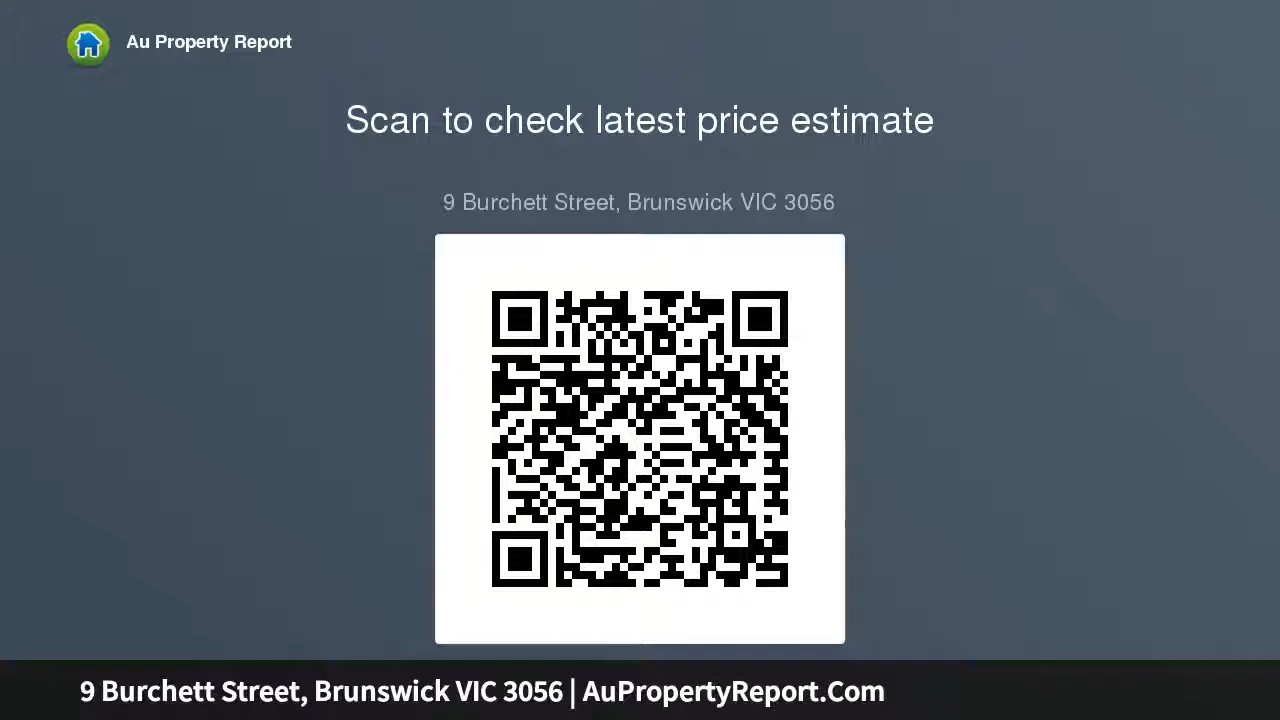 Au Property Report
Scan to check latest price estimate
9 Burchett Street, Brunswick VIC 3056
9 Burchett Street, Brunswick VIC 3056 | AuPropertyReport.Com